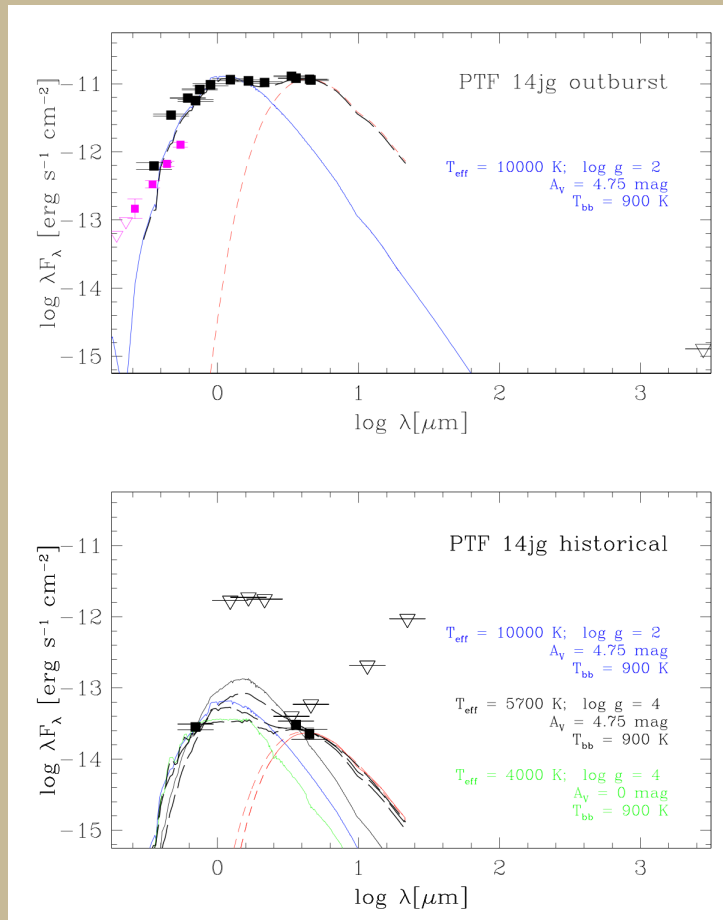 PTF 14jg outburst
T_eff = 10000 K; log g = 2
A_V = 4.75 mag
T_bb = 900 K
log λF_λ [erg s⁻¹ cm⁻²]
−11
−12
−13
−14
−15
0 1 2 3
log λ[μm]
PTF 14jg historical
T_eff = 10000 K; log g = 2
A_V = 4.75 mag
T_bb = 900 K
T_eff = 5700 K; log g = 4
A_V = 4.75 mag
T_bb = 900 K
T_eff = 4000 K; log g = 4
A_V = 0 mag
T_bb = 900 K
log λF_λ [erg s⁻¹ cm⁻²]
−11
−12
−13
−14
−15
0 1 2 3
log λ[μm]